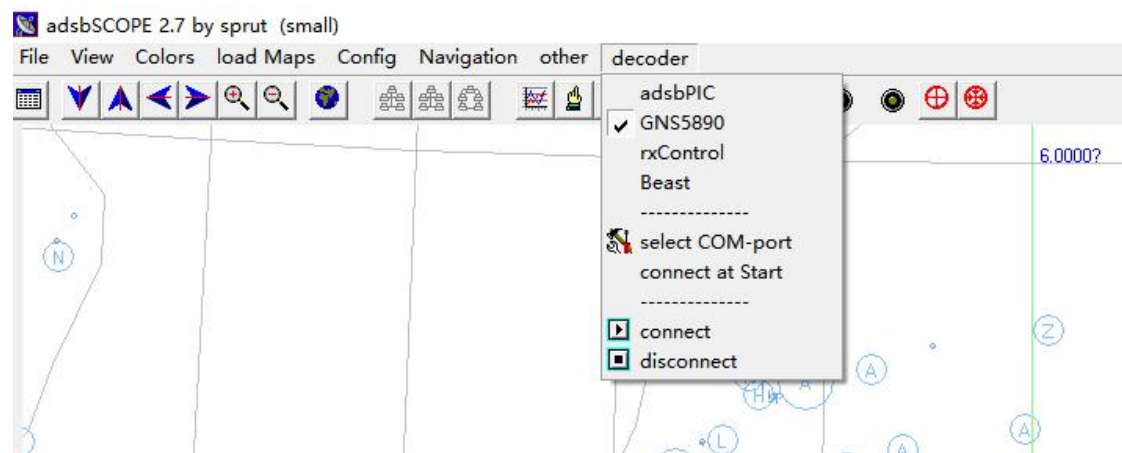 adsbSCOPE 2.7 by sprut (small)
File View Colors load Maps Config Navigation other decoder
adsbPIC
GNS5890
rxControl
Beast
--------------
select COM-port
connect at Start
--------------
connect
disconnect
6.0000?
N
Z
A
A
H
A
L
A